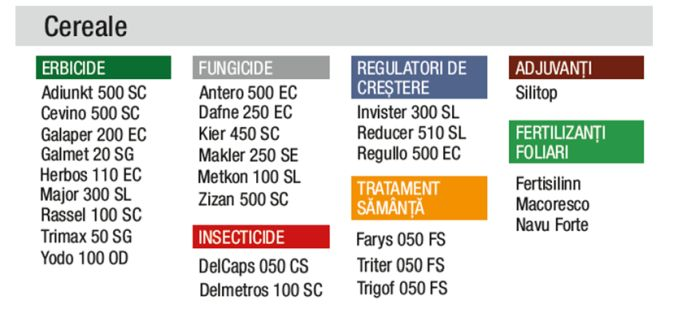 Cereale
ERBICIDE
Adiunkt 500 SC
Cevino 500 SC
Galaper 200 EC
Galmet 20 SG
Herbos 110 EC
Major 300 SL
Rassel 100 SC
Trimax 50 SG
Yodo 100 OD
FUNGICIDE
Antero 500 EC
Dafne 250 EC
Kier 450 SC
Makler 250 SE
Metkon 100 SL
Zizan 500 SC
INSECTICIDE
DelCaps 050 CS
Delmetros 100 SC
REGULATORI DE
CREȘTERE
Invister 300 SL
Reducer 510 SL
Regullo 500 EC
TRATAMENT
SĂMÂNȚĂ
Farys 050 FS
Triter 050 FS
Trigof 050 FS
ADJUVANȚI
Silitop
FERTILIZANȚI
FOLIARI
Fertisilinn
Macoresco
Navu Forte